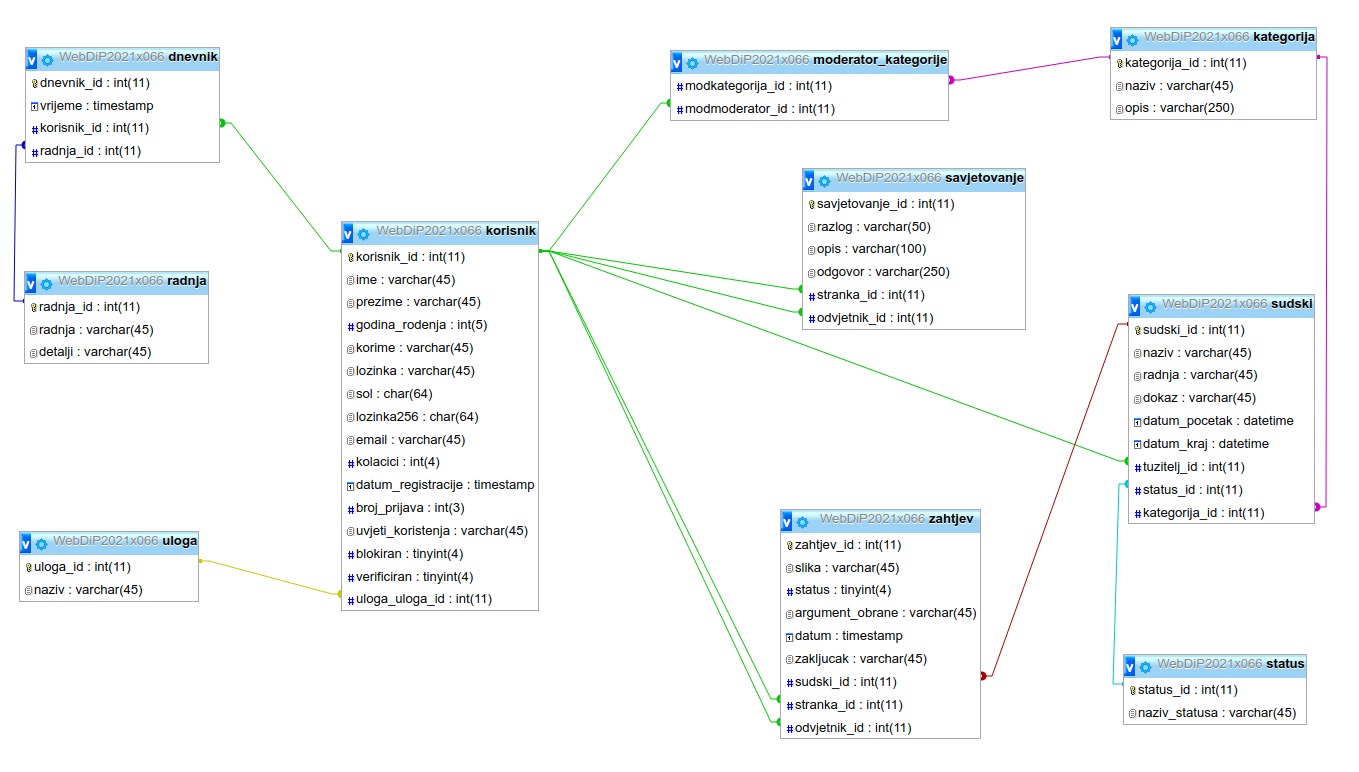 WebDiP2021x066 dnevnik
dnevnik_id : int(11)
vrijeme : timestamp
korisnik_id : int(11)
radnja_id : int(11)
WebDiP2021x066 radnja
radnja_id : int(11)
radnja : varchar(45)
detalji : varchar(45)
WebDiP2021x066 uloga
uloga_id : int(11)
naziv : varchar(45)
WebDiP2021x066 korisnik
korisnik_id : int(11)
ime : varchar(45)
prezime : varchar(45)
godina_rodenja : int(5)
korime : varchar(45)
lozinka : varchar(45)
sol : char(64)
lozinka256 : char(64)
email : varchar(45)
kolacici : int(4)
datum_registracije : timestamp
broj_prijava : int(3)
uvjeti_koristenja : varchar(45)
blokiran : tinyint(4)
verificiran : tinyint(4)
uloga_uloga_id : int(11)
WebDiP2021x066 moderator_kategorije
modkategorija_id : int(11)
modmoderator_id : int(11)
WebDiP2021x066 savjetovanje
savjetovanje_id : int(11)
razlog : varchar(50)
opis : varchar(100)
odgovor : varchar(250)
stranka_id : int(11)
odvjetnik_id : int(11)
WebDiP2021x066 zahtjev
zahtjev_id : int(11)
slika : varchar(45)
status : tinyint(4)
argument_obrane : varchar(45)
datum : timestamp
zakljucak : varchar(45)
sudski_id : int(11)
stranka_id : int(11)
odvjetnik_id : int(11)
WebDiP2021x066 kategorija
kategorija_id : int(11)
naziv : varchar(45)
opis : varchar(250)
WebDiP2021x066 sudski
sudski_id : int(11)
naziv : varchar(45)
radnja : varchar(45)
dokaz : varchar(45)
datum_pocetak : datetime
datum_kraj : datetime
tuzitelj_id : int(11)
status_id : int(11)
kategorija_id : int(11)
WebDiP2021x066 status
status_id : int(11)
naziv_statusa : varchar(45)